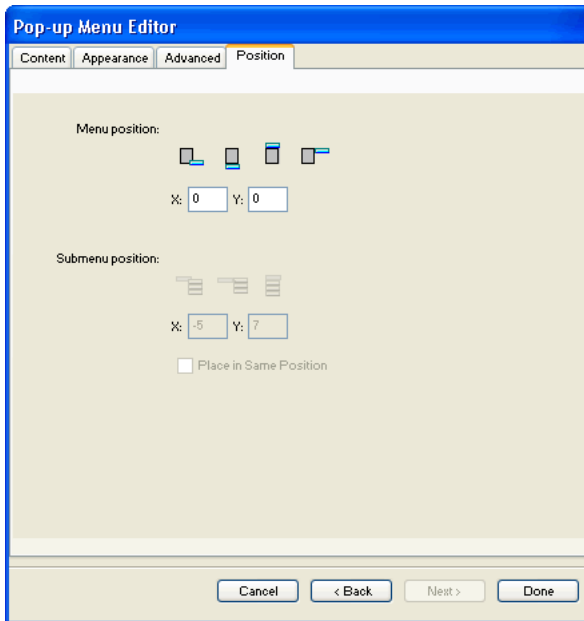 Pop-up Menu Editor
Content Appearance Advanced Position
Menu position:
X: 0 Y: 0
Submenu position:
X: -5 Y: 7
Place in Same Position
Cancel < Back Next > Done